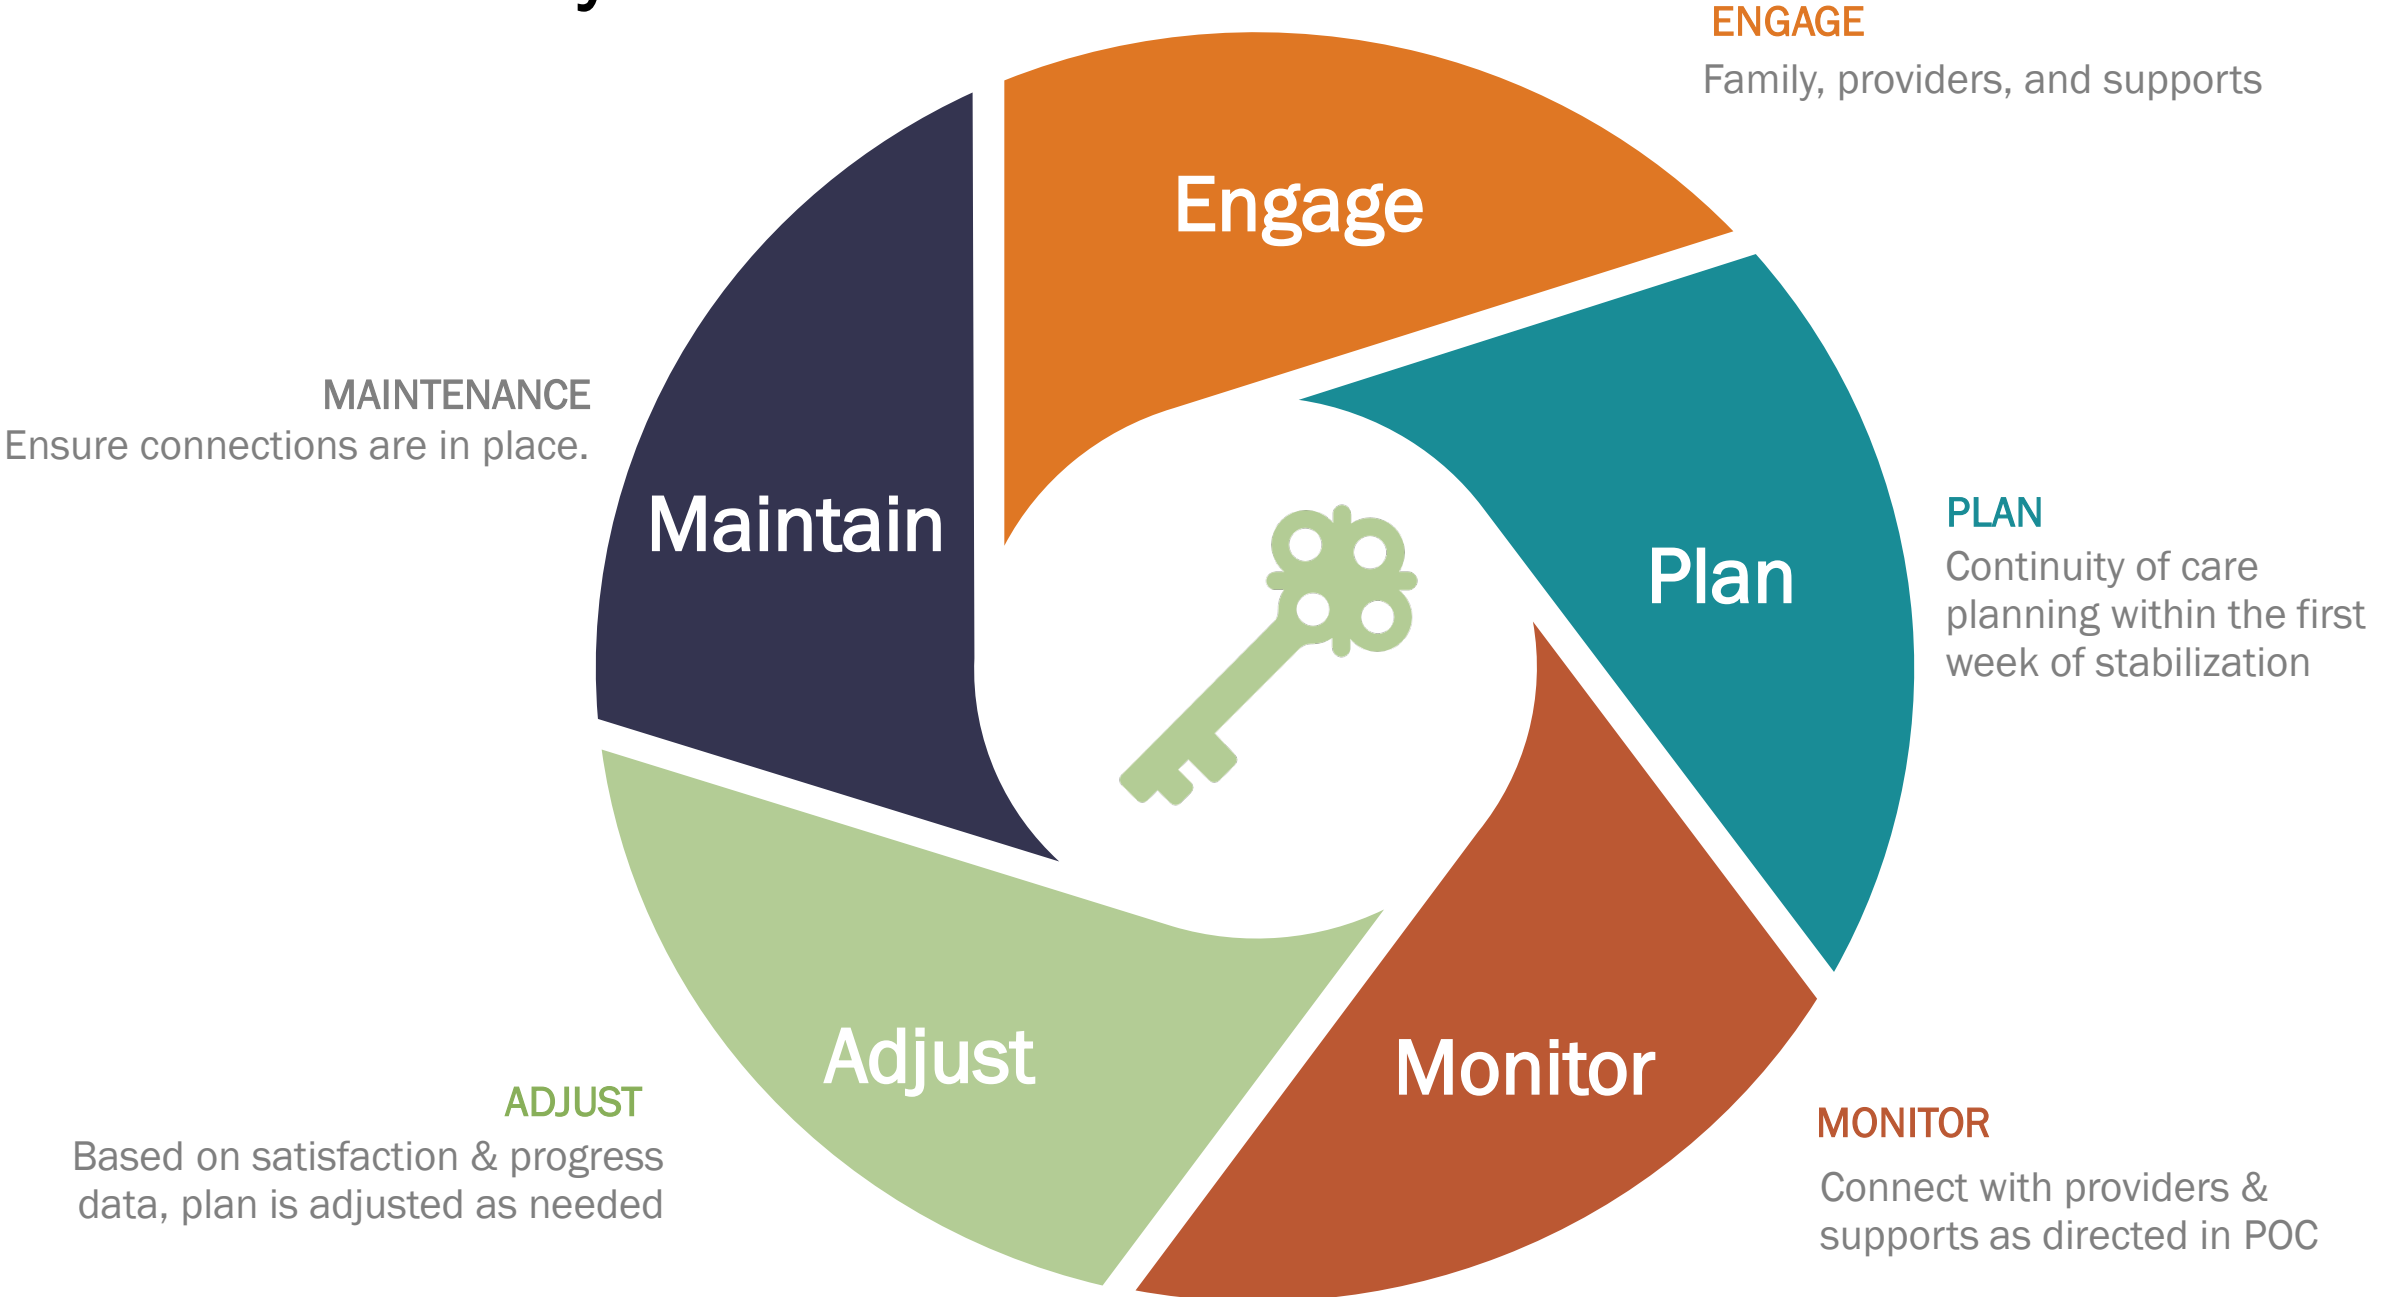 ENGAGE
Family, providers, and supports
Engage
MAINTENANCE
Ensure connections are in place.
Maintain
PLAN
Continuity of care
planning within the first
week of stabilization
Plan
Adjust
Monitor
ADJUST
Based on satisfaction & progress
data, plan is adjusted as needed
MONITOR
Connect with providers &
supports as directed in POC